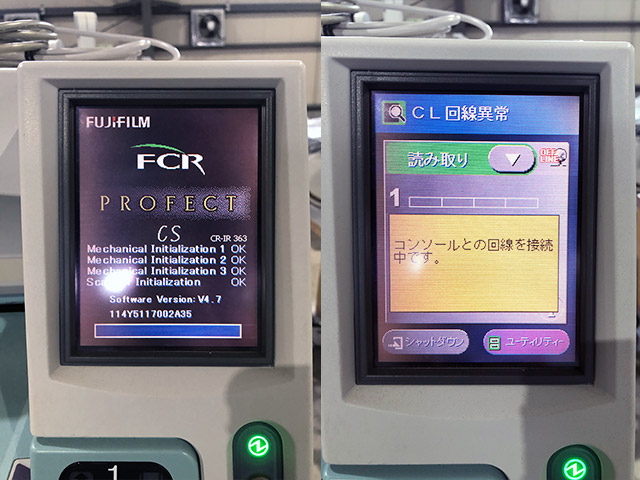 FUJIFILM
FCR
PROFECT
CS
CR-IR 363
Mechanical Initialization 1 OK
Mechanical Initialization 2 OK
Mechanical Initialization 3 OK
Initialization OK
Software Version: V4.7
114Y5117002A35
1
CL回線異常
読み取り
OFF
LINE
1
コンソールとの回線を接続
中です。
シャットダウン
ユーティリティー